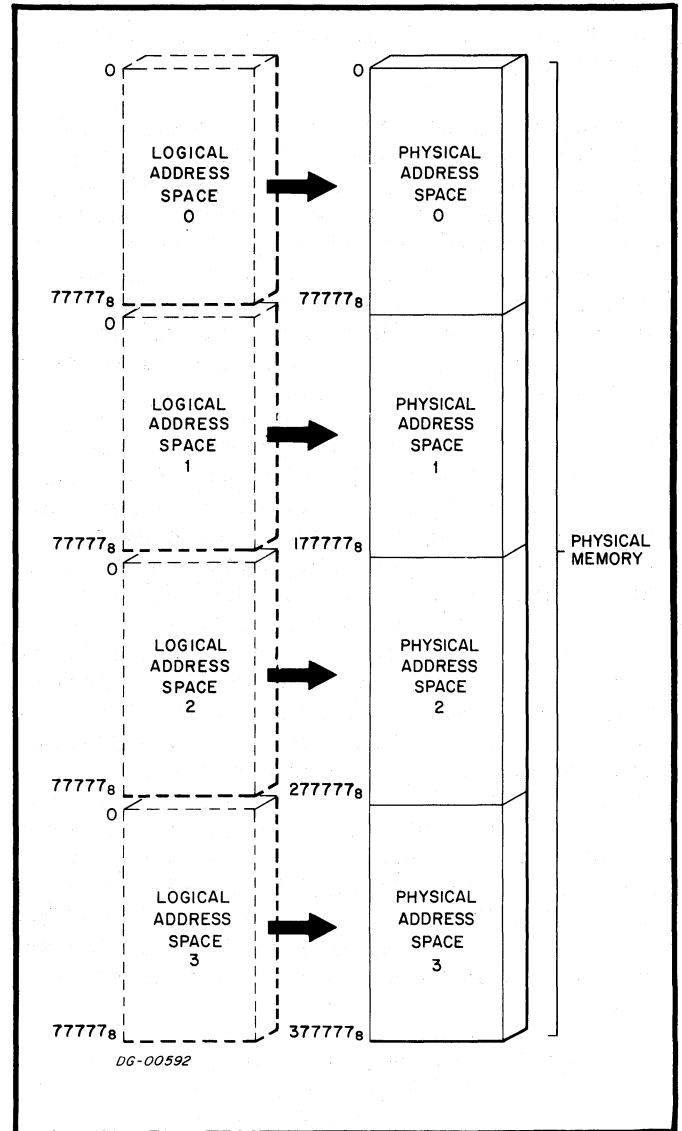 0
LOGICAL
ADDRESS
SPACE
0
77777₈
0
PHYSICAL
ADDRESS
SPACE
0
77777₈
0
LOGICAL
ADDRESS
SPACE
1
77777₈
PHYSICAL
ADDRESS
SPACE
1
177777₈
PHYSICAL
MEMORY
0
LOGICAL
ADDRESS
SPACE
2
77777₈
PHYSICAL
ADDRESS
SPACE
2
277777₈
0
LOGICAL
ADDRESS
SPACE
3
77777₈
PHYSICAL
ADDRESS
SPACE
3
377777₈
DG-00592